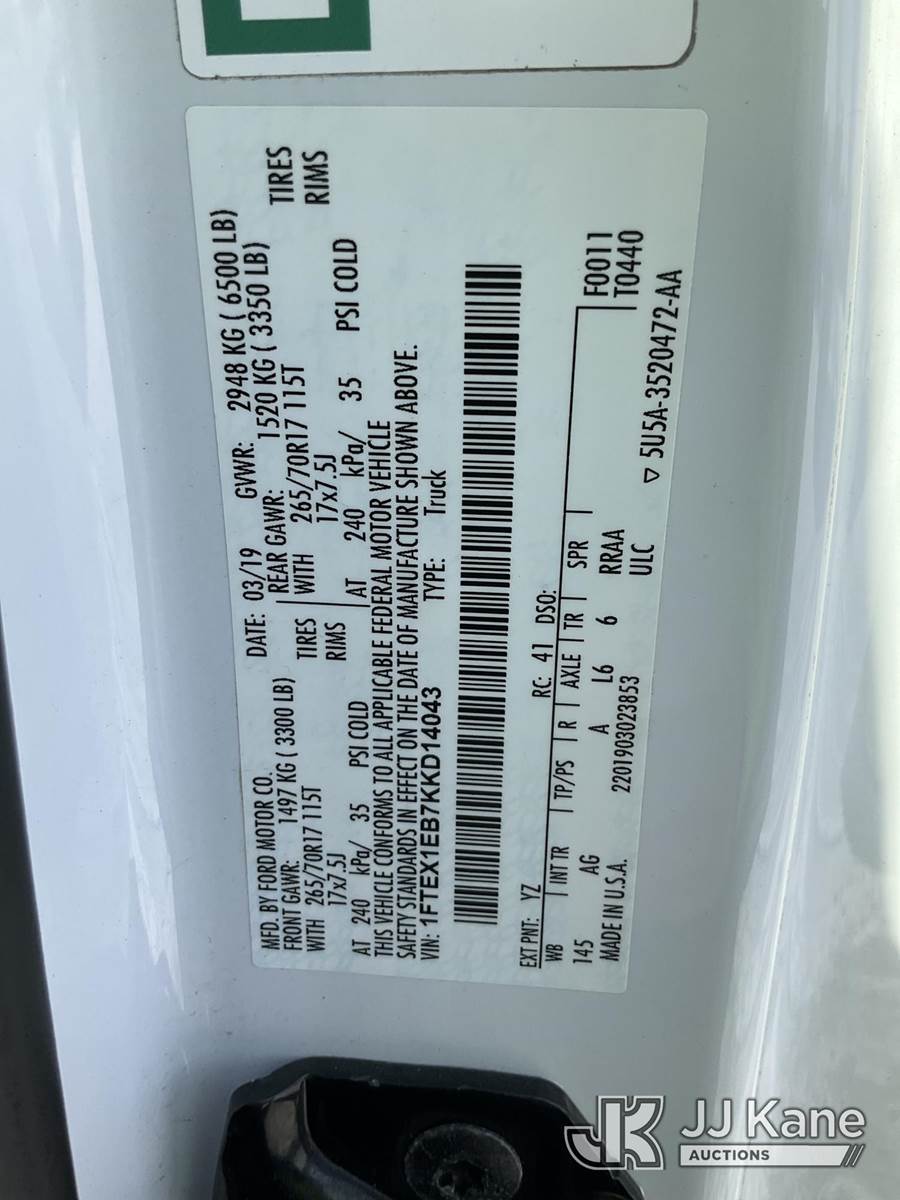 MFD. BY FORD MOTOR CO.
DATE: 03/19 GVWR: 2948 KG ( 6500 LB)
FRONT GAWR: 1497 KG ( 3300 LB) REAR GAWR: 1520 KG ( 3350 LB)
WITH 265/70R17 115T TIRES WITH 265/70R17 115T TIRES
17x7.5J RIMS 17x7.5J RIMS
AT 240 kPa/ 35 PSI COLD AT 240 kPa/ 35 PSI COLD
THIS VEHICLE CONFORMS TO ALL APPLICABLE FEDERAL MOTOR VEHICLE
SAFETY STANDARDS IN EFFECT ON THE DATE OF MANUFACTURE SHOWN ABOVE.
VIN: 1FTEX1EB7KKD14043 TYPE: Truck
EXT PNT: YZ RC: 41 DSO:
WB INT TR TP/PS R AXLE TR SPR F0011
145 AG A L6 6 RRAA T0440
MADE IN U.S.A. 2201903023853 ULC ▽ 5U5A-3520472-AA
JK JJ Kane
AUCTIONS